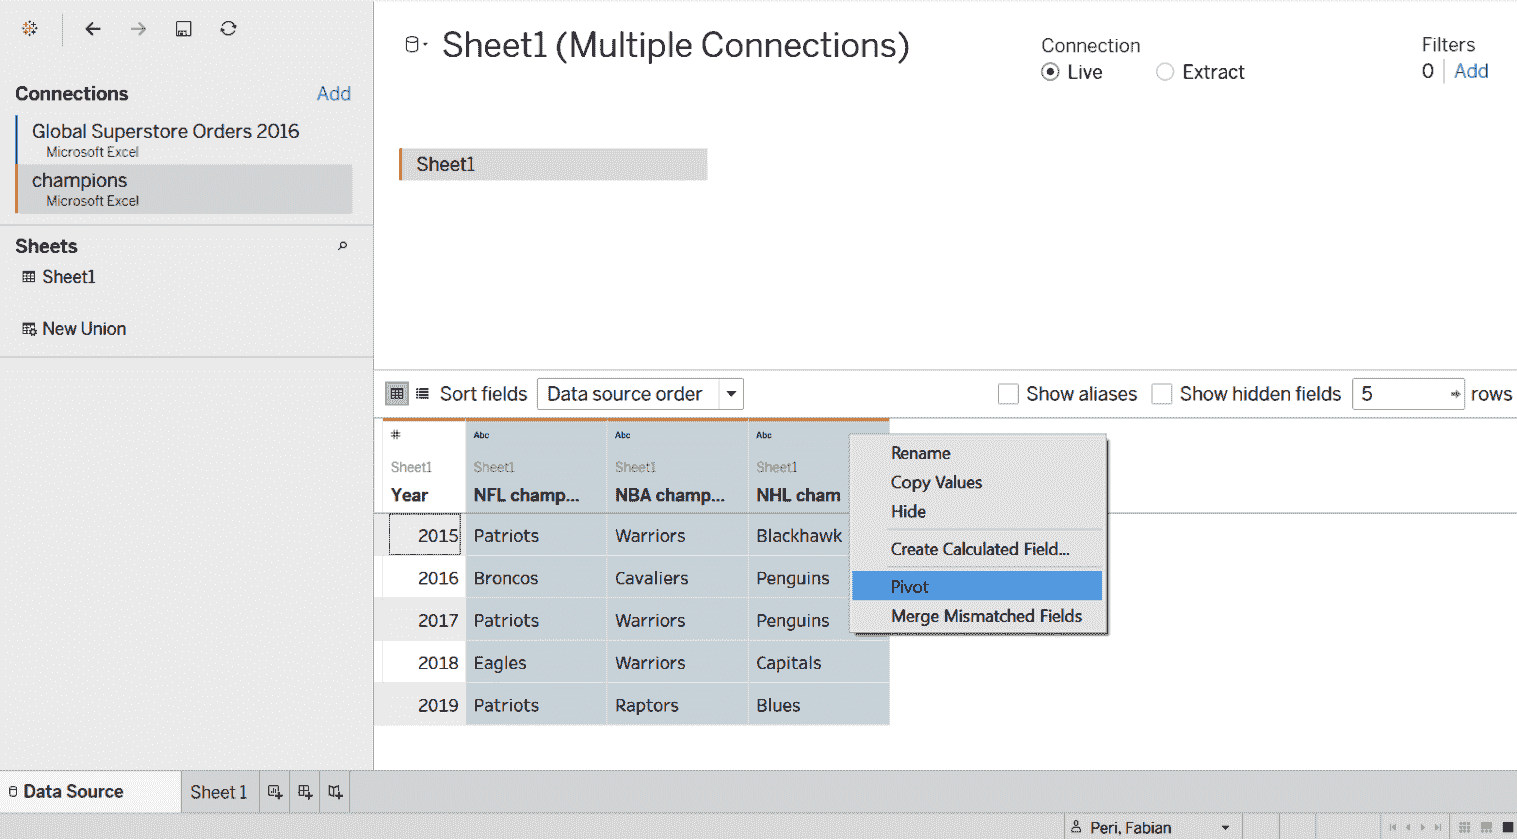 Sheet1 (Multiple Connections)
Connection
Live
Extract
Filters
0
Add
Connections
Add
Global Superstore Orders 2016
Microsoft Excel
champions
Microsoft Excel
Sheets
Sheet1
New Union
Sheet1
Sort fields
Data source order
Show aliases
Show hidden fields
5
rows
# Abc Abc Abc
Sheet1 Sheet1 Sheet1 Sheet1
Year NFL champ... NBA champ... NHL cham
2015 Patriots Warriors Blackhawk
2016 Broncos Cavaliers Penguins
2017 Patriots Warriors Penguins
2018 Eagles Warriors Capitals
2019 Patriots Raptors Blues
Rename
Copy Values
Hide
Create Calculated Field...
Pivot
Merge Mismatched Fields
Data Source
Sheet 1
Peri, Fabian